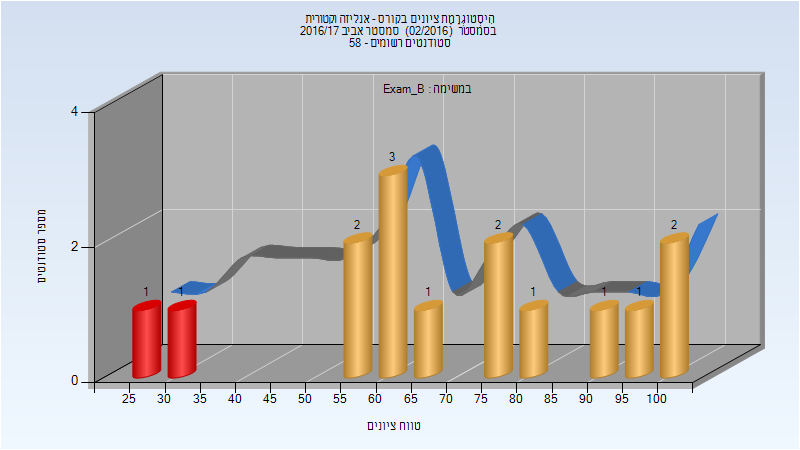 היסטוגרמת ציונים בקורס - אנליזה וקטורית
בסמסטר (02/2016) סמסטר אביב 2016/17
סטודנטים רשומים - 58
במשימה : Exam_B
4
2
0
מספר סטודנטים
1
1
2
3
1
2
1
1
1
2
25 30 35 40 45 50 55 60 65 70 75 80 85 90 95 100
טווח ציונים